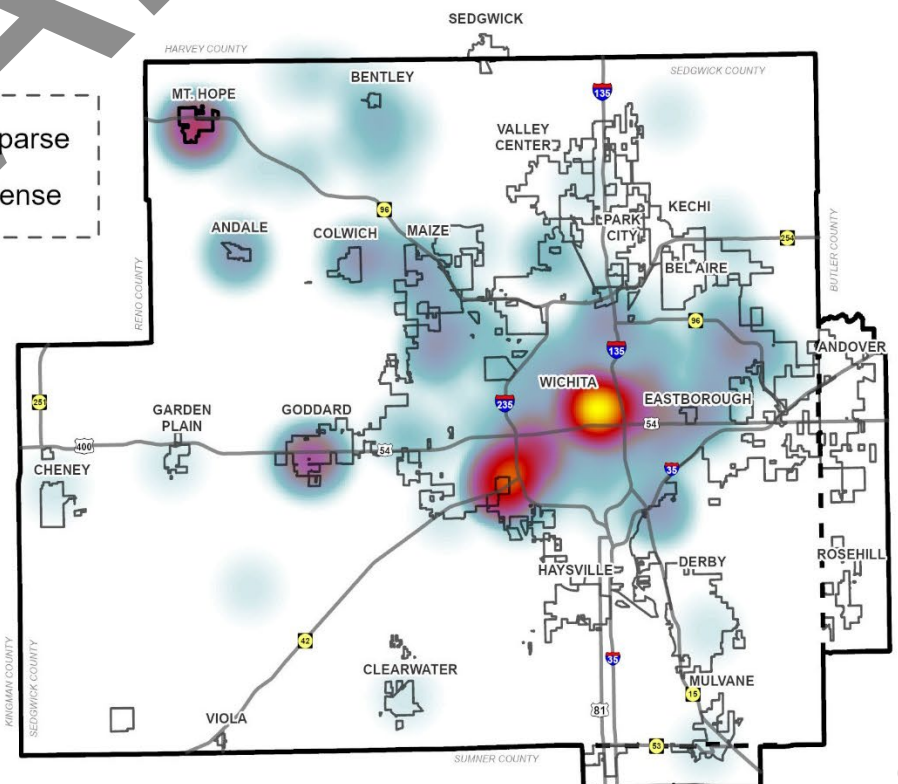 SEDGWICK
HARVEY COUNTY
SEDGWICK COUNTY
BENTLEY
MT. HOPE
135
parse
ense
VALLEY
CENTER
96
KECHI
PARK
CITY
ANDALE
COLWICH
MAIZE
254
BEL AIRE
BUTLER COUNTY
RENO COUNTY
96
135
ANDOVER
WICHITA
251
235
EASTBOROUGH
GARDEN
PLAIN
GODDARD
54
400
54
CHENEY
35
HAYSVILLE
DERBY
ROSEHILL
42
KINGMAN COUNTY
SEDGWICK COUNTY
35
CLEARWATER
MULVANE
15
VIOLA
81
53
SUMNER COUNTY